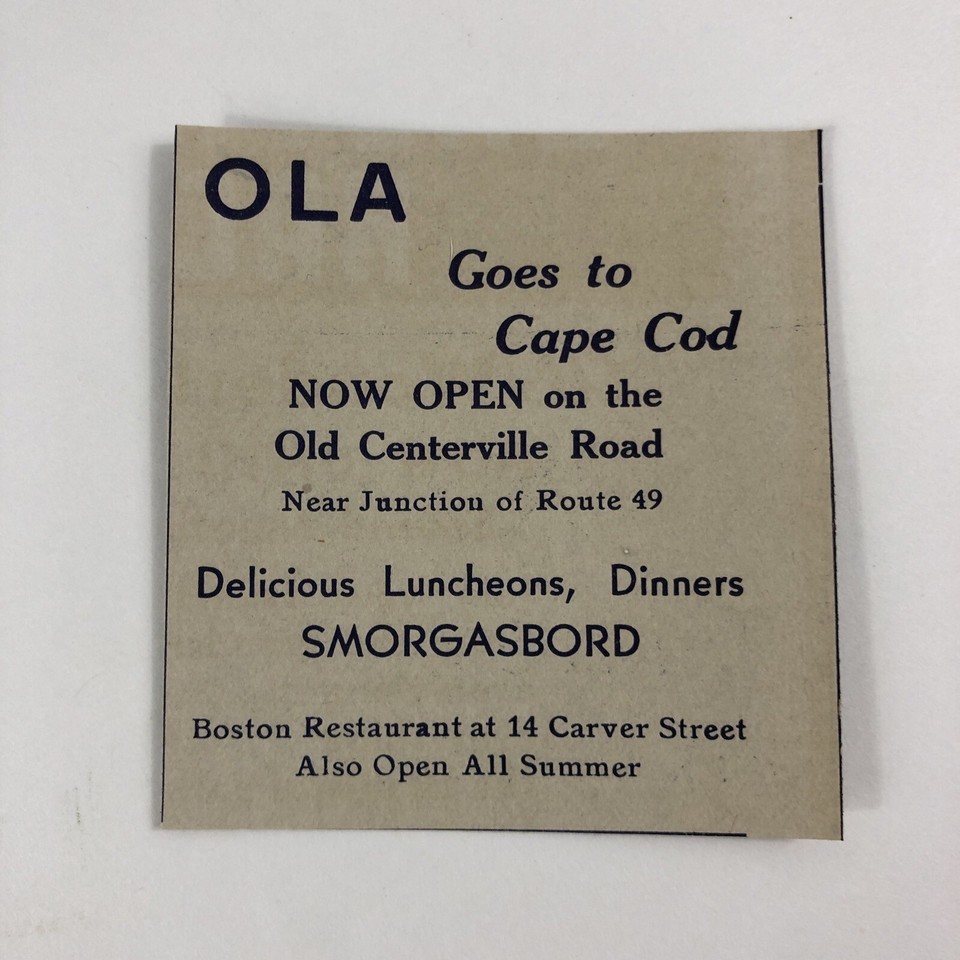 OLA
Goes to
Cape Cod
NOW OPEN on the
Old Centerville Road
Near Junction of Route 49
Delicious Luncheons, Dinners
SMORGASBORD
Boston Restaurant at 14 Carver Street
Also Open All Summer